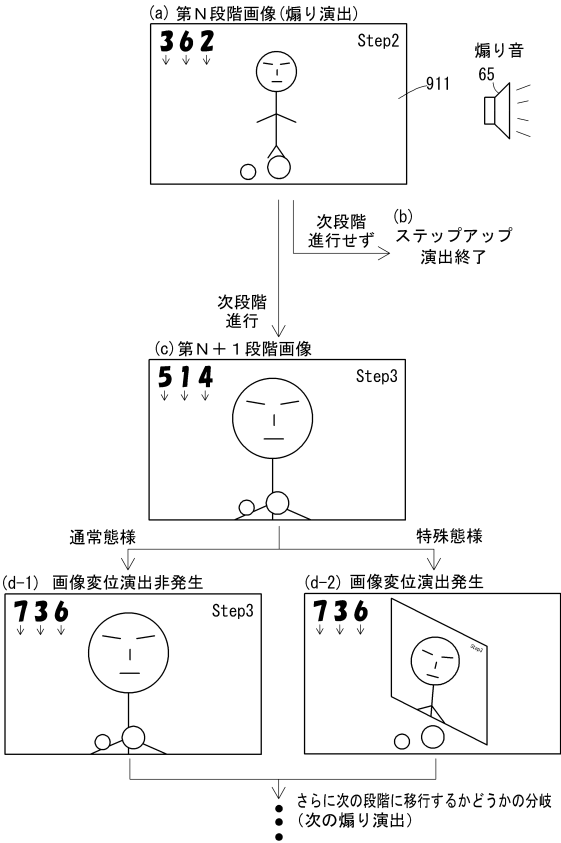 (a) 第Ｎ段階画像(煽り演出)
362
Step2
煽り音
65
911
次段階
進行せず
(b)
ステップアップ
演出終了
次段階
進行
(c) 第Ｎ＋１段階画像
514
Step3
通常態様
特殊態様
(d-1) 画像変位演出非発生
736
Step3
(d-2) 画像変位演出発生
736
Step3
さらに次の段階に移行するかどうかの分岐
(次の煽り演出)